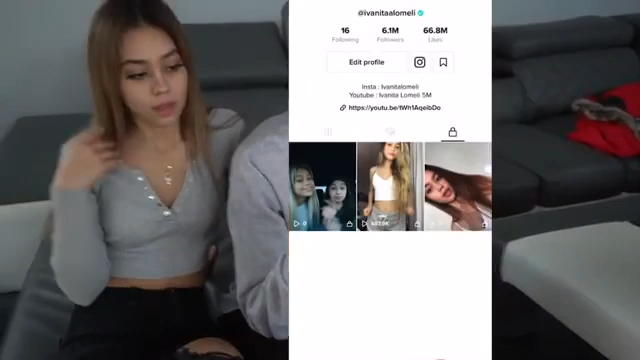 @ivanitaalomeli
16 6.1M 66.8M
Following Followers Likes
Edit profile
Insta : Ivanitalomeli
Youtube : Ivanita Lomeli 5M
https://youtu.be/tWh1AqeibDo
0